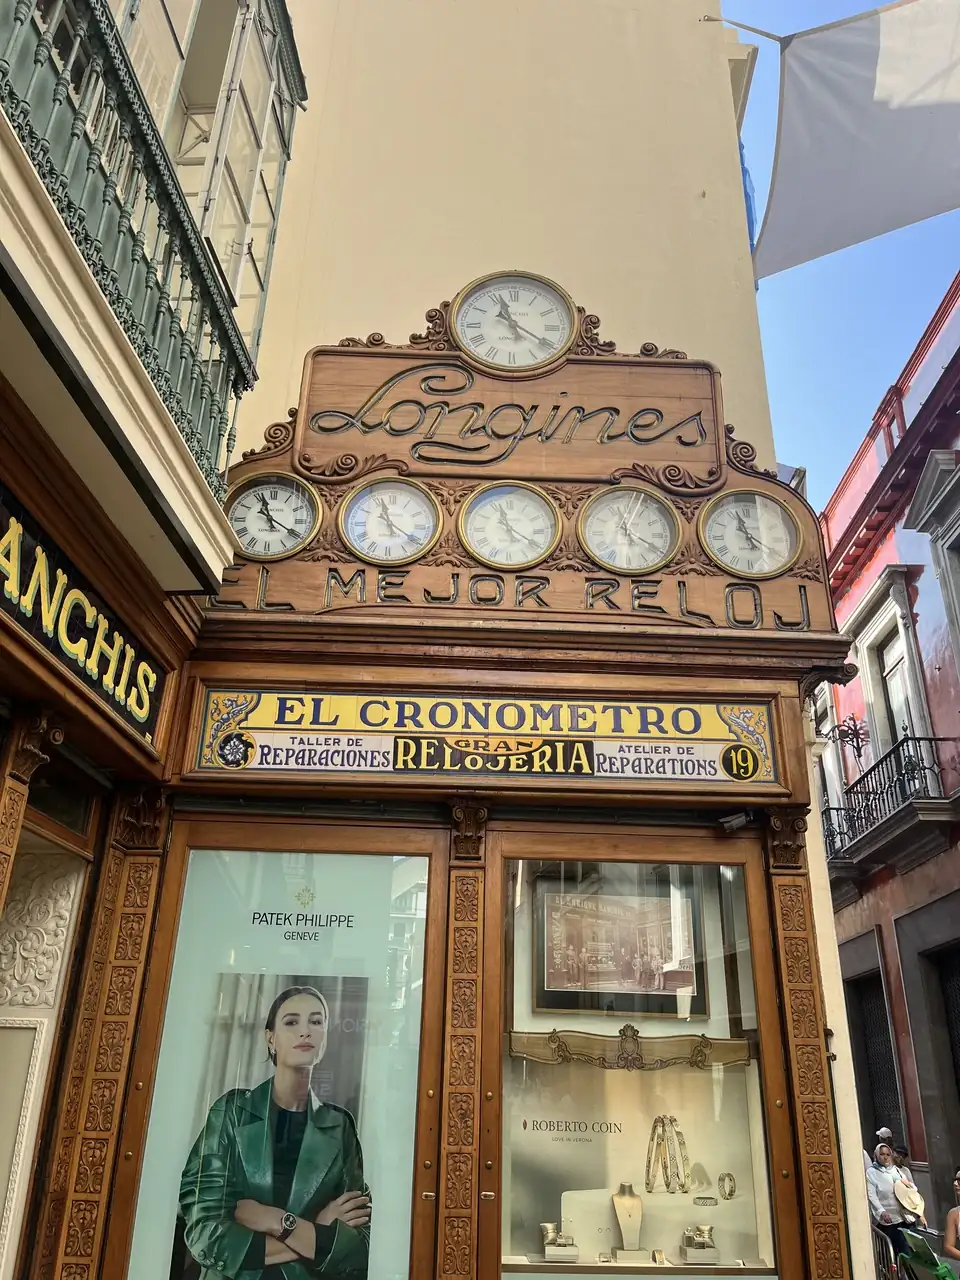 Longines
EL MEJOR RELOJ
ANCHIS
EL CRONOMETRO
TALLER DE
REPARACIONES
GRAN
RELOJERIA
ATELIER DE
REPARATIONS
19
PATEK PHILIPPE
GENEVE
ROBERTO COIN
LOVE IN VERONA